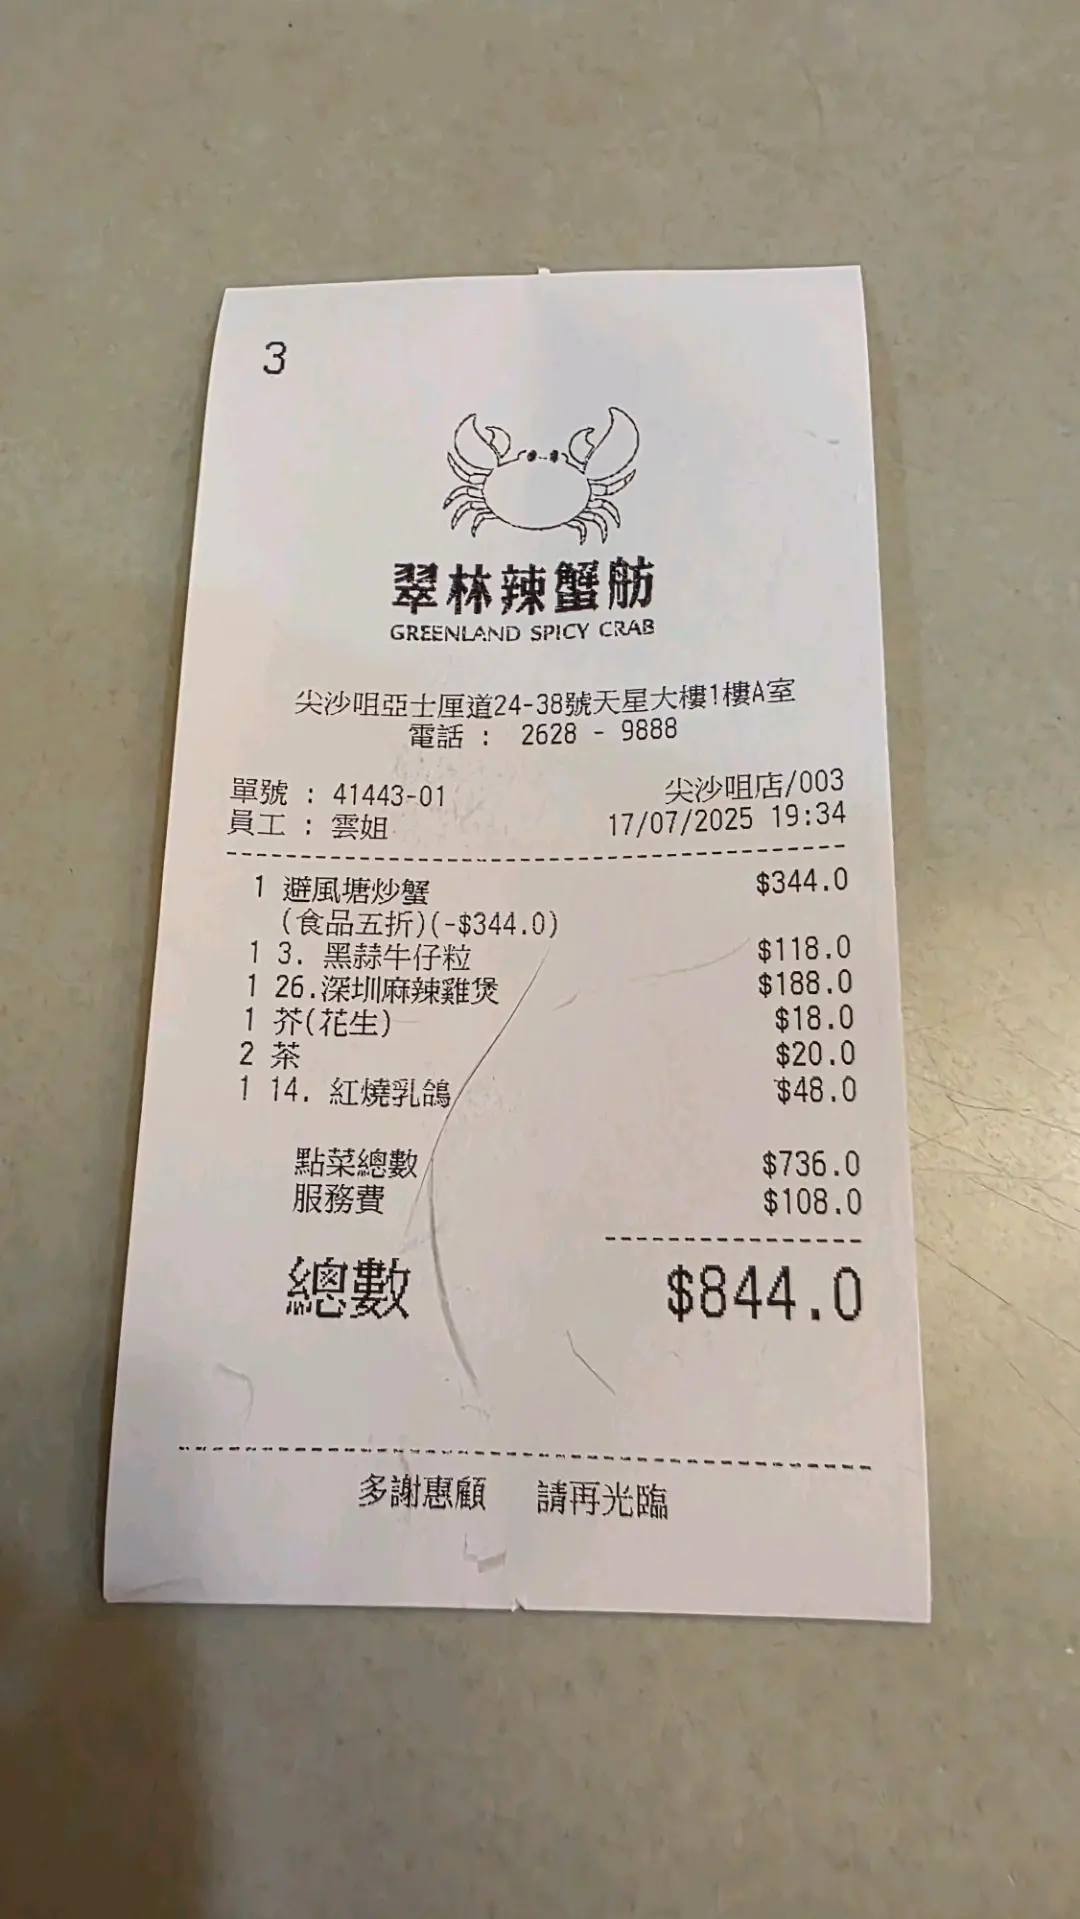 3
翠林辣蟹舫
GREENLAND SPICY CRAB
尖沙咀亞士厘道24-38號天星大樓1樓A室
電話 : 2628 - 9888
單號 : 41443-01 尖沙咀店/003
員工 : 雲姐 17/07/2025 19:34
1 避風塘炒蟹 $344.0
(食品五折)(-$344.0)
1 3. 黑蒜牛仔粒 $118.0
1 26.深圳麻辣雞煲 $188.0
1 芥(花生) $18.0
2 茶 $20.0
1 14. 紅燒乳鴿 $48.0
點菜總數 $736.0
服務費 $108.0
總數 $844.0
多謝惠顧 請再光臨